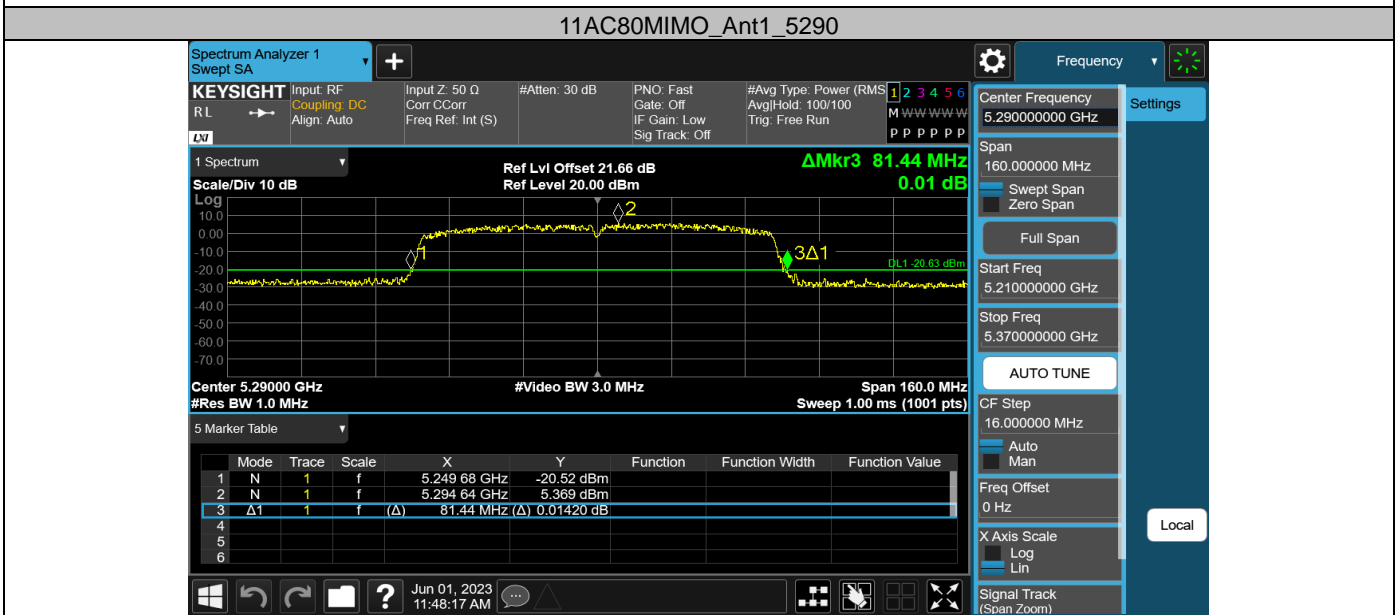 11AC80MIMO_Ant1_5290
Spectrum Analyzer 1
Swept SA
+
Frequency
KEYSIGHT
RL
LXI
Input: RF
Coupling: DC
Align: Auto
Input Z: 50 Ω
Corr CCorr
Freq Ref: Int (S)
#Atten: 30 dB
PNO: Fast
Gate: Off
IF Gain: Low
Sig Track: Off
#Avg Type: Power (RMS
Avg|Hold: 100/100
Trig: Free Run
1 2 3 4 5 6
M W W W W W
P P P P P P
1 Spectrum
Scale/Div 10 dB
Ref Lvl Offset 21.66 dB
Ref Level 20.00 dBm
ΔMkr3 81.44 MHz
0.01 dB
Log
10.0
0.00
-10.0
-20.0
-30.0
-40.0
-50.0
-60.0
-70.0
1
2
3Δ1
DL1 -20.63 dBm
Center 5.29000 GHz
#Video BW 3.0 MHz
Span 160.0 MHz
#Res BW 1.0 MHz
Sweep 1.00 ms (1001 pts)
5 Marker Table
Mode Trace Scale X Y Function Function Width Function Value
1 N 1 f 5.249 68 GHz -20.52 dBm
2 N 1 f 5.294 64 GHz 5.369 dBm
3 Δ1 1 f (Δ) 81.44 MHz (Δ) 0.01420 dB
4
5
6
Jun 01, 2023
11:48:17 AM
Center Frequency
5.290000000 GHz
Settings
Span
160.000000 MHz
Swept Span
Zero Span
Full Span
Start Freq
5.210000000 GHz
Stop Freq
5.370000000 GHz
AUTO TUNE
CF Step
16.000000 MHz
Auto
Man
Freq Offset
0 Hz
Local
X Axis Scale
Log
Lin
Signal Track
(Span Zoom)